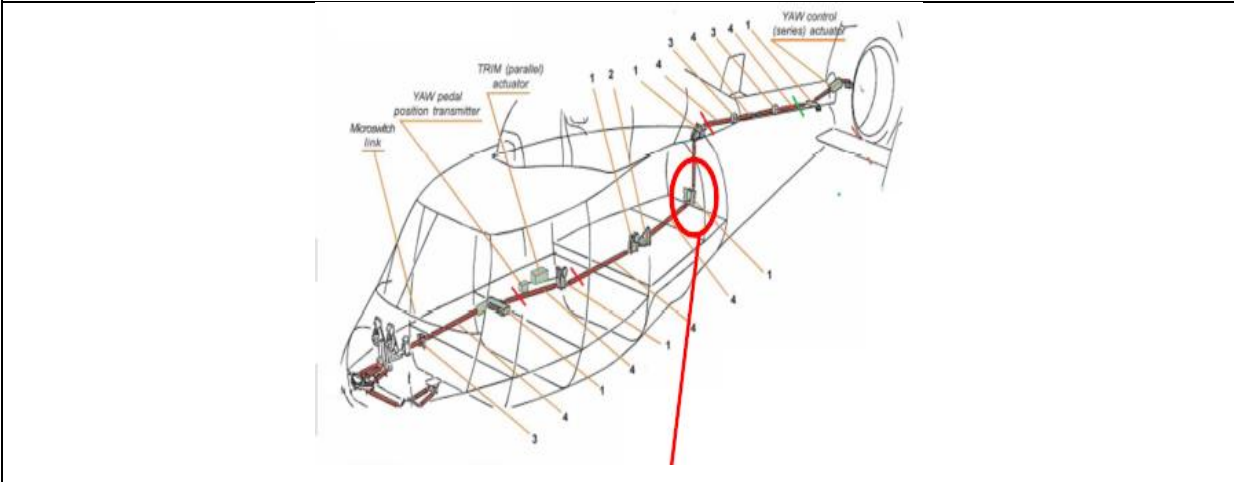 YAW control
(series) actuator
1
4
3
4
3
TRIM (parallel)
actuator
1
2
1
4
YAW pedal
position transmitter
Microswitch
link
1
4
4
1
4
1
4
3